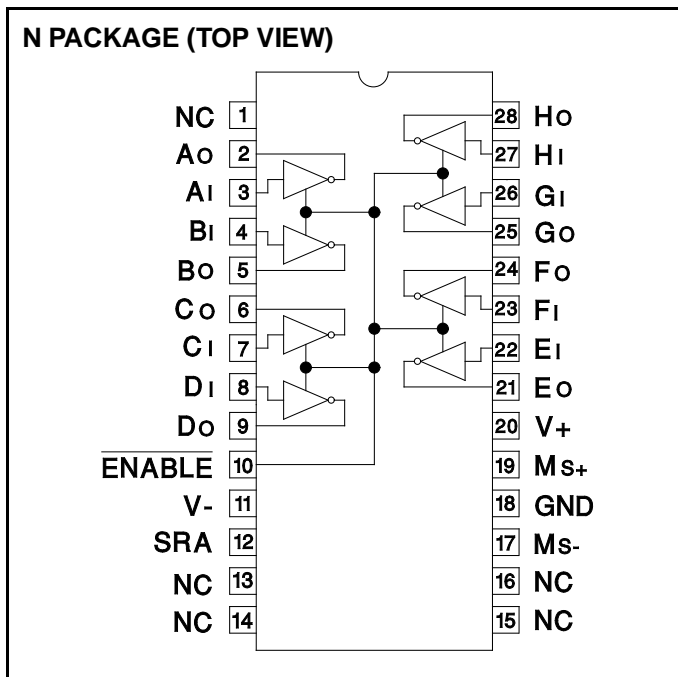 N PACKAGE (TOP VIEW)
NC 1
AO 2
AI 3
BI 4
BO 5
CO 6
CI 7
DI 8
DO 9
ENABLE 10
V- 11
SRA 12
NC 13
NC 14
28 HO
27 HI
26 GI
25 GO
24 FO
23 FI
22 EI
21 EO
20 V+
19 MS+
18 GND
17 MS-
16 NC
15 NC